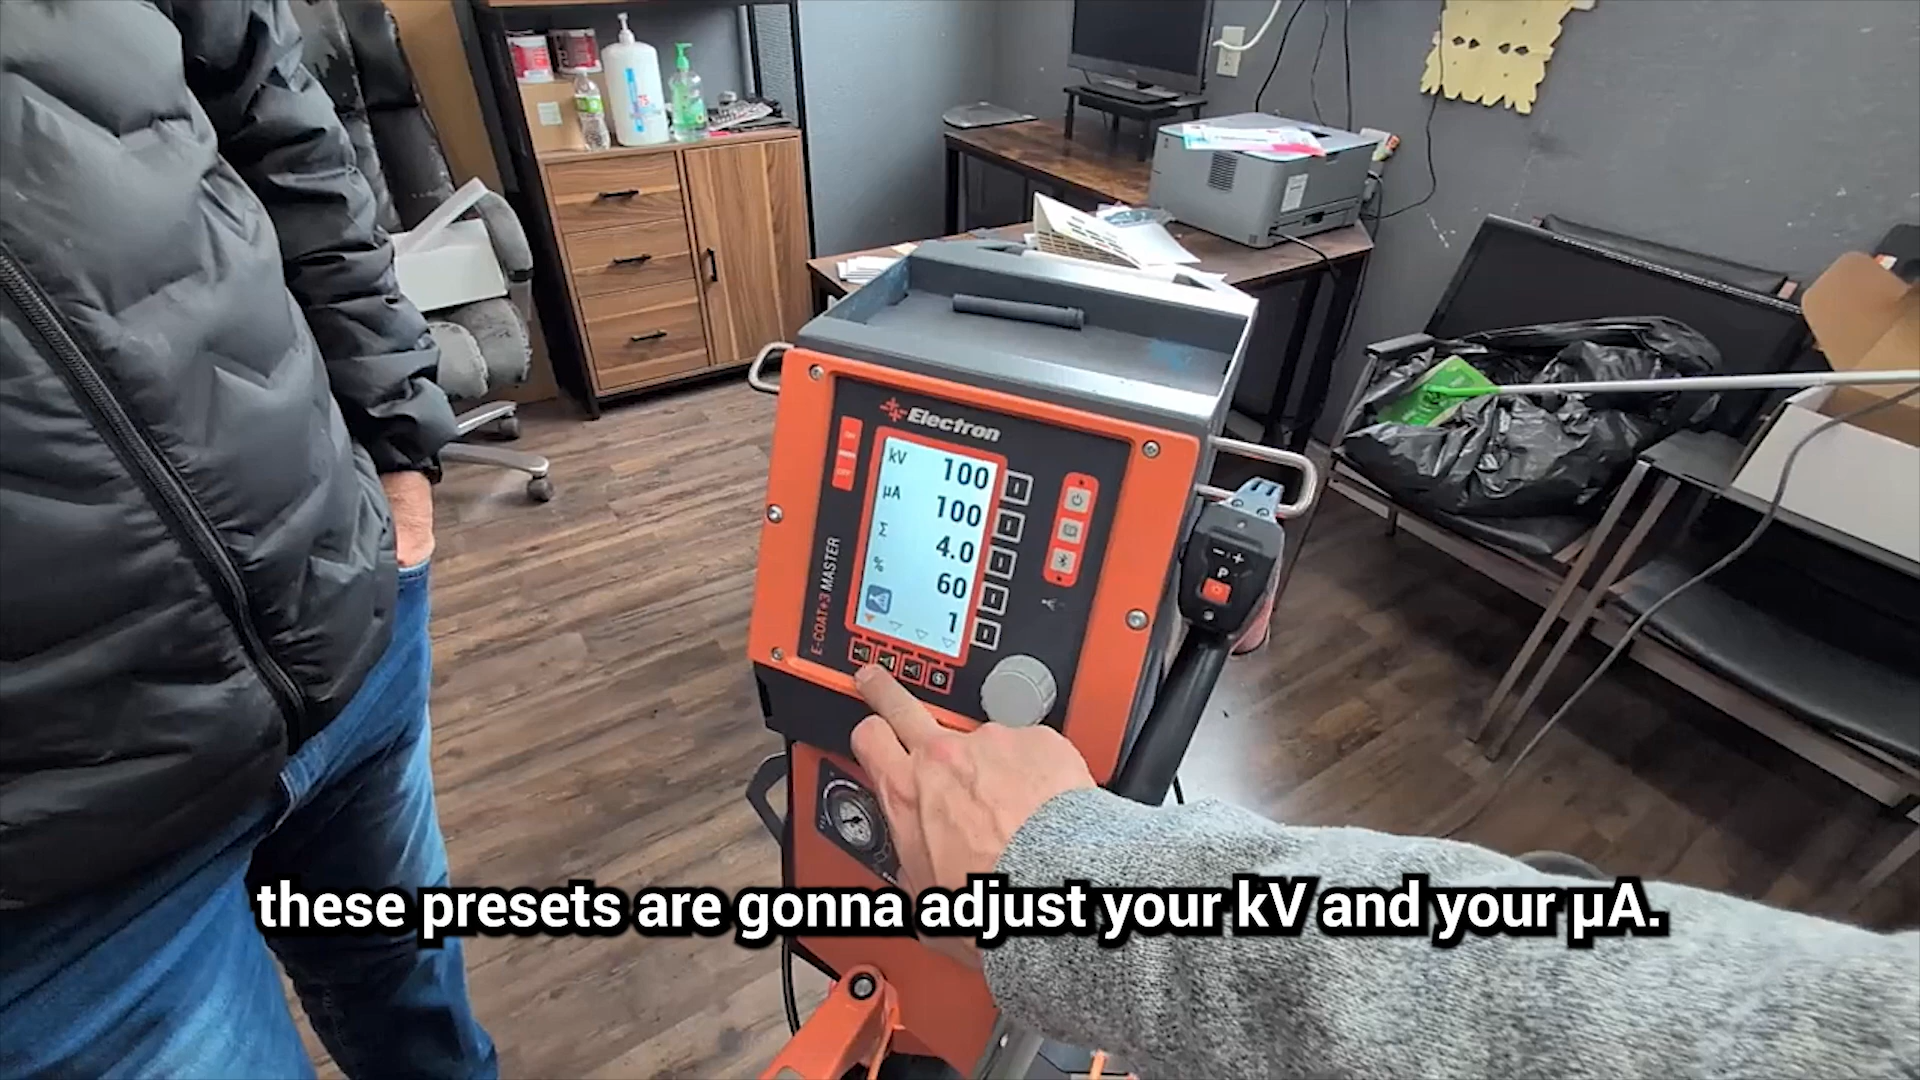 Electron
kV 100
µA 100
Σ 4.0
% 60
1
E-COAT+3 MASTER
OFF
- +
P
these presets are gonna adjust your kV and your µA.